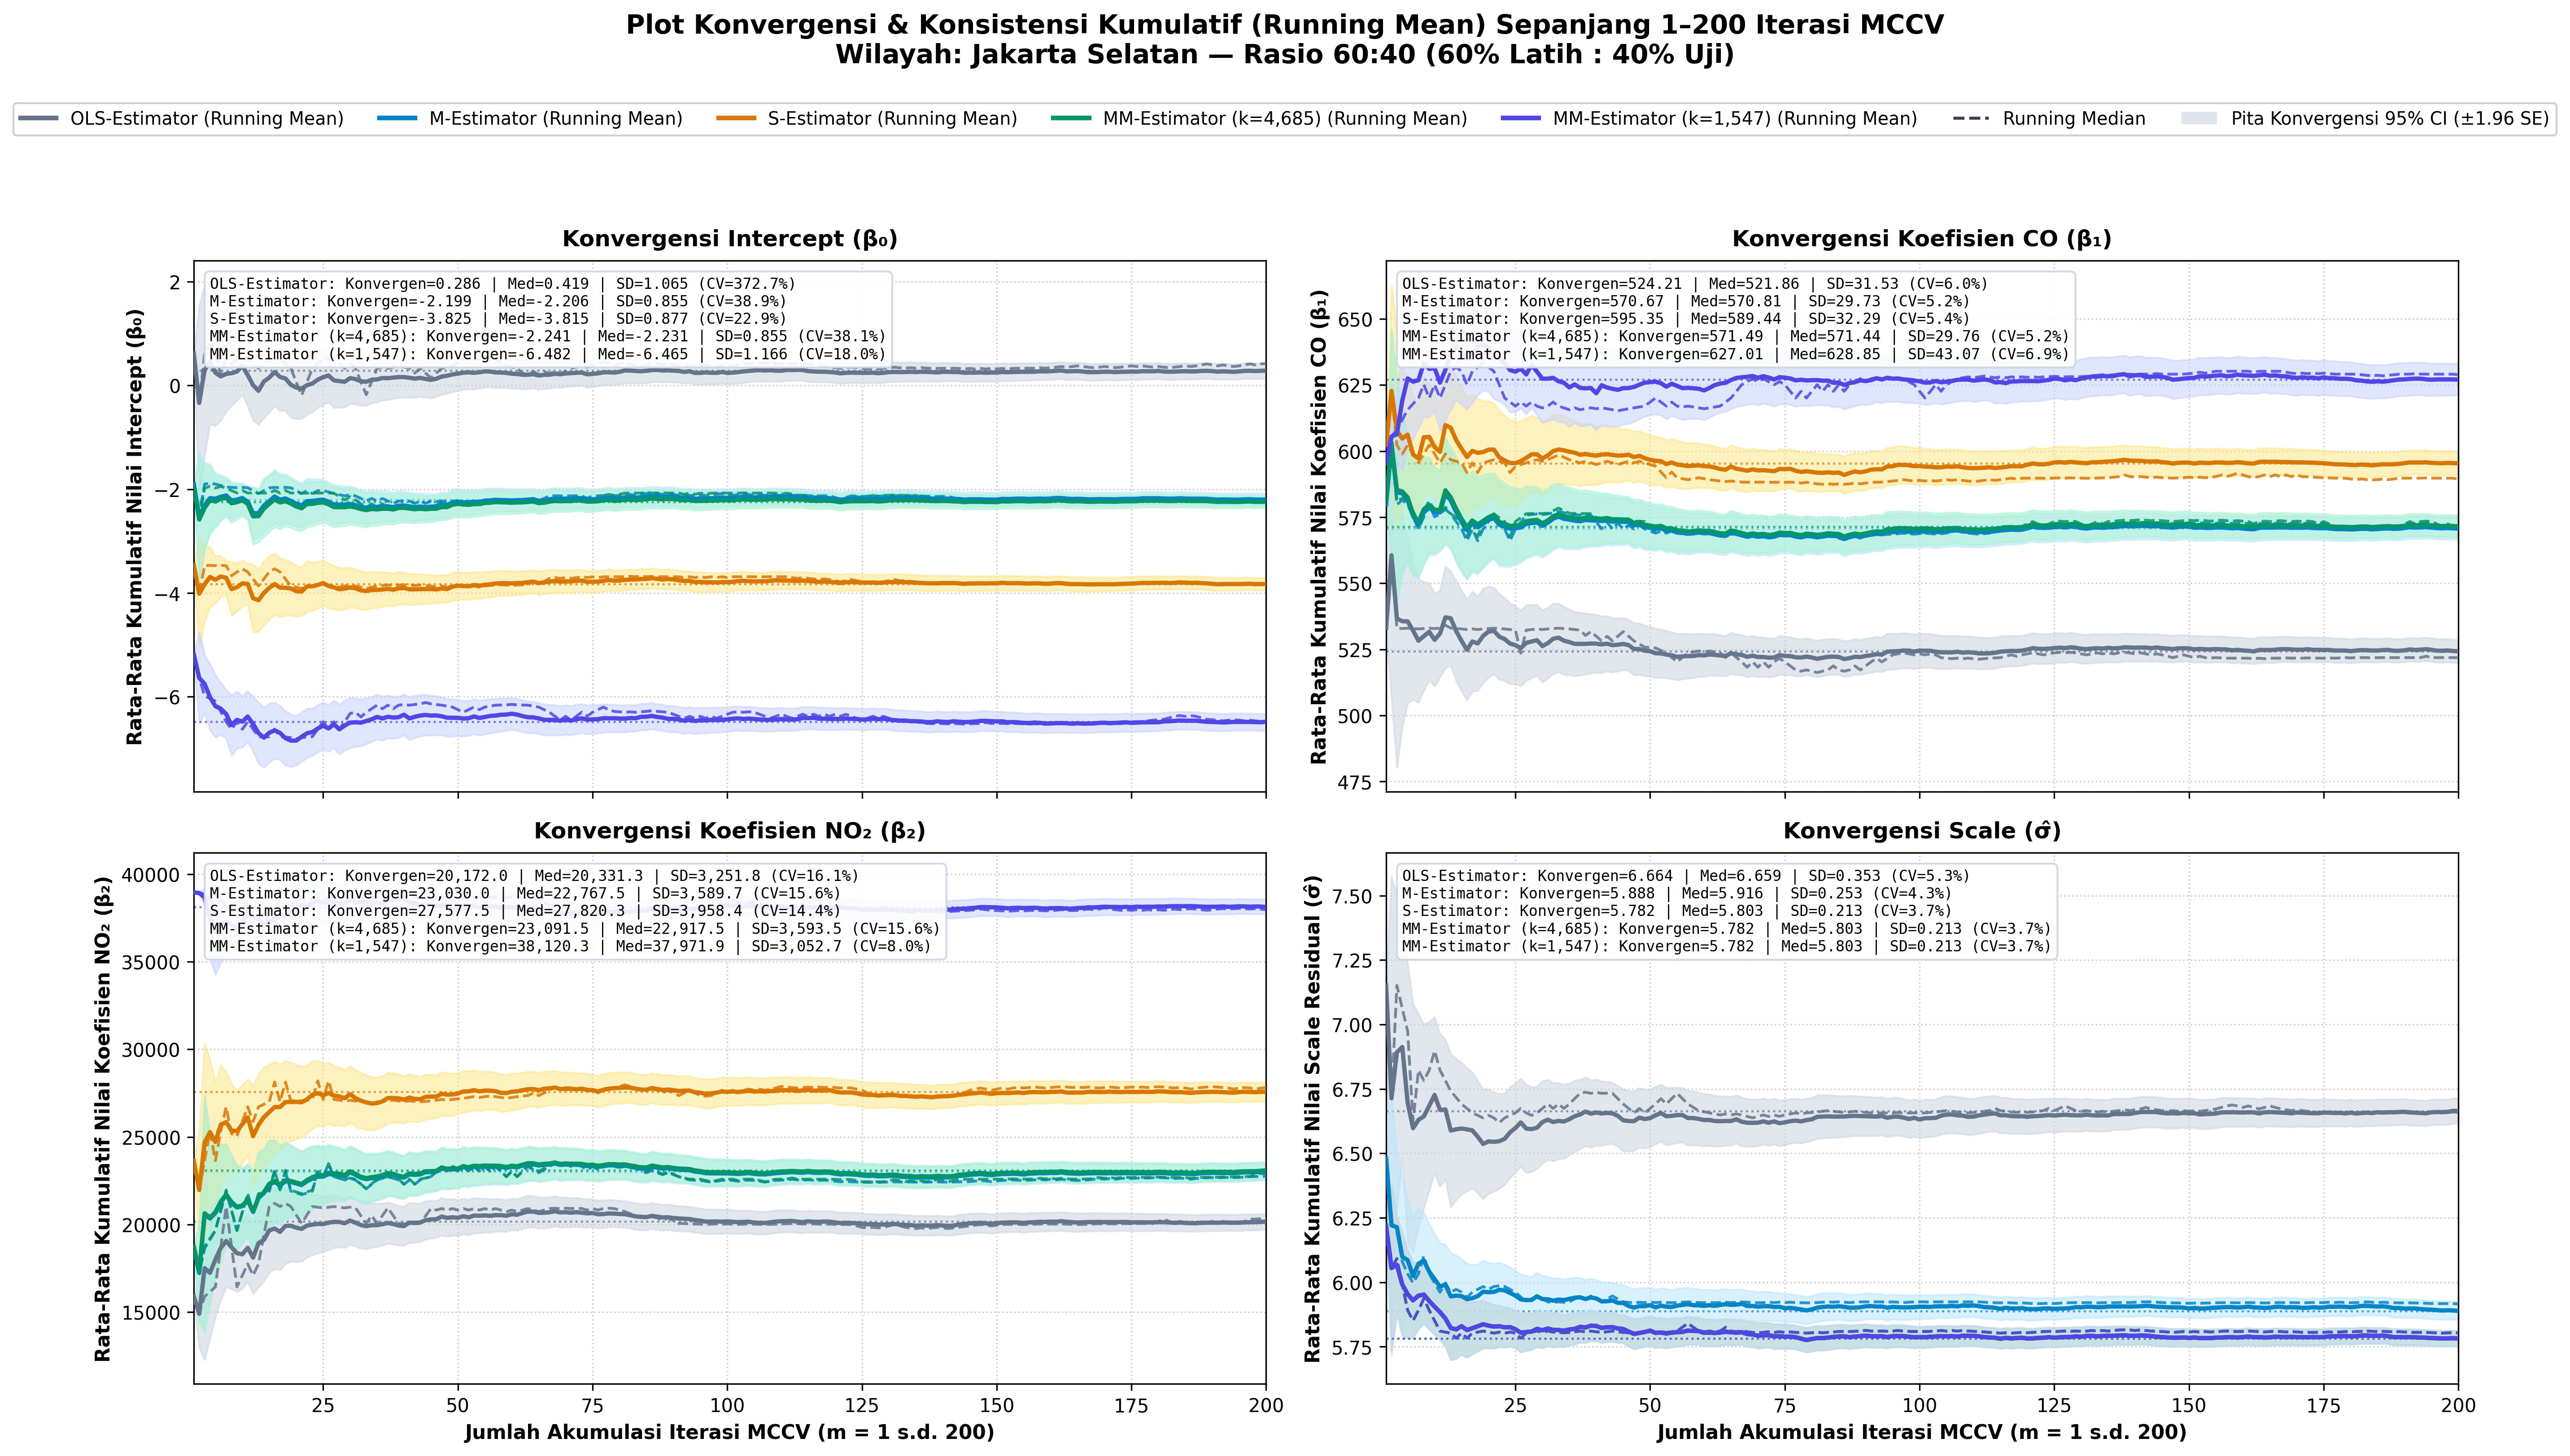 Plot Konvergensi & Konsistensi Kumulatif (Running Mean) Sepanjang 1–200 Iterasi MCCV
Wilayah: Jakarta Selatan — Rasio 60:40 (60% Latih : 40% Uji)
OLS-Estimator (Running Mean)
M-Estimator (Running Mean)
S-Estimator (Running Mean)
MM-Estimator (k=4,685) (Running Mean)
MM-Estimator (k=1,547) (Running Mean)
Running Median
Pita Konvergensi 95% CI (±1.96 SE)
Konvergensi Intercept (β₀)
Rata-Rata Kumulatif Nilai Intercept (β₀)
OLS-Estimator: Konvergen=0.286 | Med=0.419 | SD=1.065 (CV=372.7%)
M-Estimator: Konvergen=-2.199 | Med=-2.206 | SD=0.855 (CV=38.9%)
S-Estimator: Konvergen=-3.825 | Med=-3.815 | SD=0.877 (CV=22.9%)
MM-Estimator (k=4,685): Konvergen=-2.241 | Med=-2.231 | SD=0.855 (CV=38.1%)
MM-Estimator (k=1,547): Konvergen=-6.482 | Med=-6.465 | SD=1.166 (CV=18.0%)
2
0
−2
−4
−6
Konvergensi Koefisien CO (β₁)
Rata-Rata Kumulatif Nilai Koefisien CO (β₁)
OLS-Estimator: Konvergen=524.21 | Med=521.86 | SD=31.53 (CV=6.0%)
M-Estimator: Konvergen=570.67 | Med=570.81 | SD=29.73 (CV=5.2%)
S-Estimator: Konvergen=595.35 | Med=589.44 | SD=32.29 (CV=5.4%)
MM-Estimator (k=4,685): Konvergen=571.49 | Med=571.44 | SD=29.76 (CV=5.2%)
MM-Estimator (k=1,547): Konvergen=627.01 | Med=628.85 | SD=43.07 (CV=6.9%)
650
625
600
575
550
525
500
475
Konvergensi Koefisien NO₂ (β₂)
Rata-Rata Kumulatif Nilai Koefisien NO₂ (β₂)
OLS-Estimator: Konvergen=20,172.0 | Med=20,331.3 | SD=3,251.8 (CV=16.1%)
M-Estimator: Konvergen=23,030.0 | Med=22,767.5 | SD=3,589.7 (CV=15.6%)
S-Estimator: Konvergen=27,577.5 | Med=27,820.3 | SD=3,958.4 (CV=14.4%)
MM-Estimator (k=4,685): Konvergen=23,091.5 | Med=22,917.5 | SD=3,593.5 (CV=15.6%)
MM-Estimator (k=1,547): Konvergen=38,120.3 | Med=37,971.9 | SD=3,052.7 (CV=8.0%)
40000
35000
30000
25000
20000
15000
25 50 75 100 125 150 175 200
Jumlah Akumulasi Iterasi MCCV (m = 1 s.d. 200)
Konvergensi Scale (σ̂)
Rata-Rata Kumulatif Nilai Scale Residual (σ̂)
OLS-Estimator: Konvergen=6.664 | Med=6.659 | SD=0.353 (CV=5.3%)
M-Estimator: Konvergen=5.888 | Med=5.916 | SD=0.253 (CV=4.3%)
S-Estimator: Konvergen=5.782 | Med=5.803 | SD=0.213 (CV=3.7%)
MM-Estimator (k=4,685): Konvergen=5.782 | Med=5.803 | SD=0.213 (CV=3.7%)
MM-Estimator (k=1,547): Konvergen=5.782 | Med=5.803 | SD=0.213 (CV=3.7%)
7.50
7.25
7.00
6.75
6.50
6.25
6.00
5.75
25 50 75 100 125 150 175 200
Jumlah Akumulasi Iterasi MCCV (m = 1 s.d. 200)